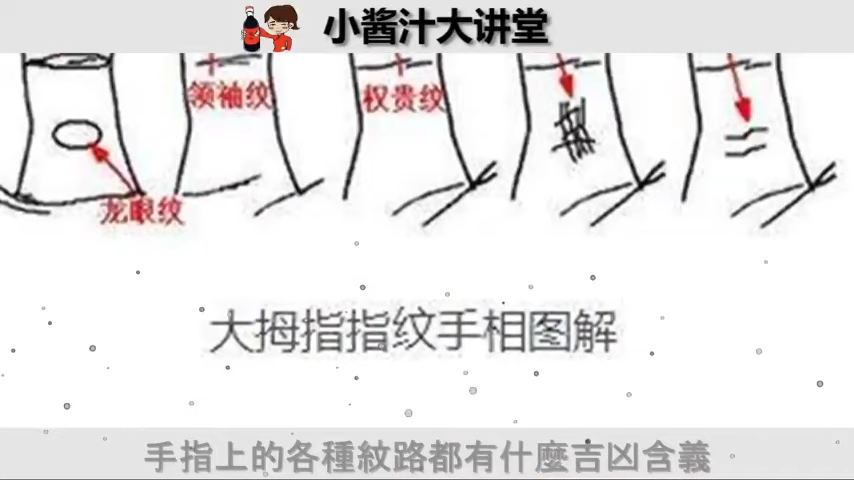 小酱汁大讲堂
领袖纹
权贵纹
龙眼纹
大拇指指纹手相图解
手指上的各種紋路都有什麼吉凶含義